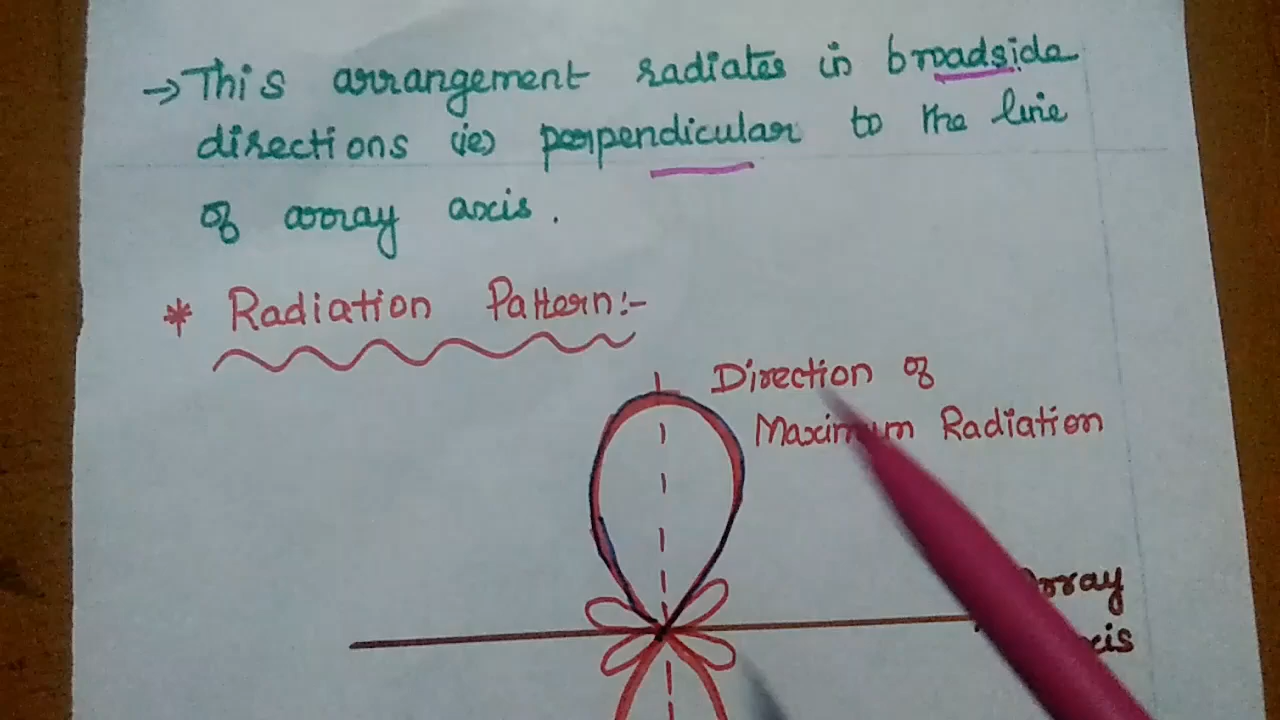 → This arrangement radiates in broadside
directions (ie) perpendicular to the line
of array axis.
* Radiation Pattern:-
Direction of
Maximum Radiation